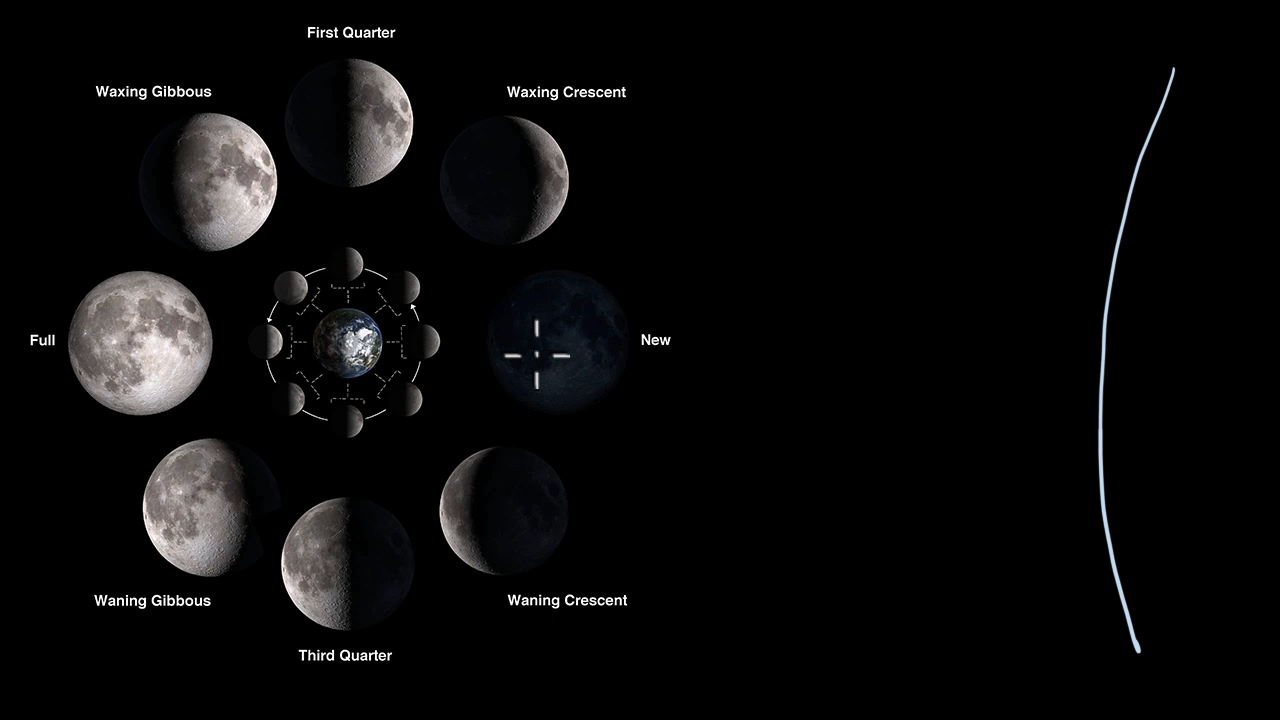 First Quarter
Waxing Gibbous
Waxing Crescent
Full
New
Waning Gibbous
Waning Crescent
Third Quarter